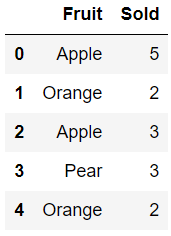 Fruit Sold
0 Apple 5
1 Orange 2
2 Apple 3
3 Pear 3
4 Orange 2